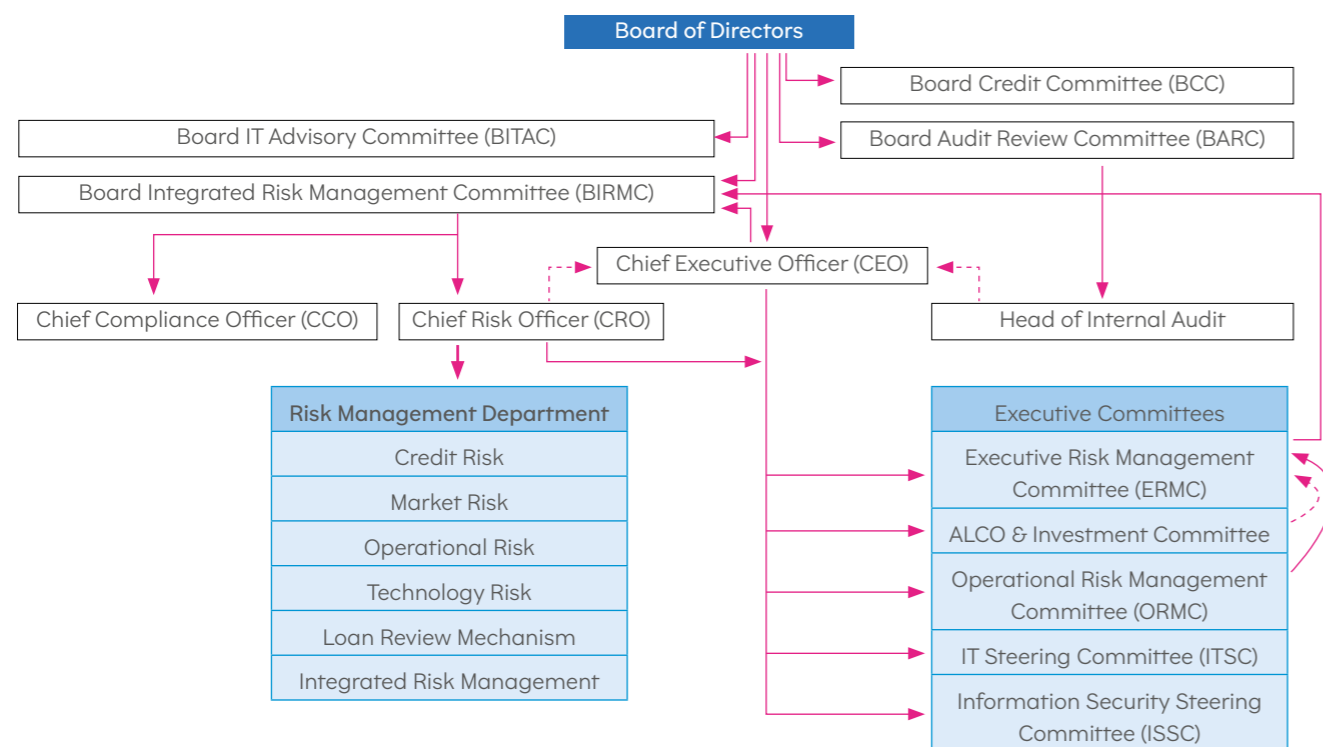 Board of Directors
Board Credit Committee (BCC)
Board IT Advisory Committee (BITAC)
Board Audit Review Committee (BARC)
Board Integrated Risk Management Committee (BIRMC)
Chief Executive Officer (CEO)
Chief Compliance Officer (CCO)
Chief Risk Officer (CRO)
Head of Internal Audit
Risk Management Department
Credit Risk
Market Risk
Operational Risk
Technology Risk
Loan Review Mechanism
Integrated Risk Management
Executive Committees
Executive Risk Management
Committee (ERMC)
ALCO & Investment Committee
Operational Risk Management
Committee (ORMC)
IT Steering Committee (ITSC)
Information Security Steering
Committee (ISSC)